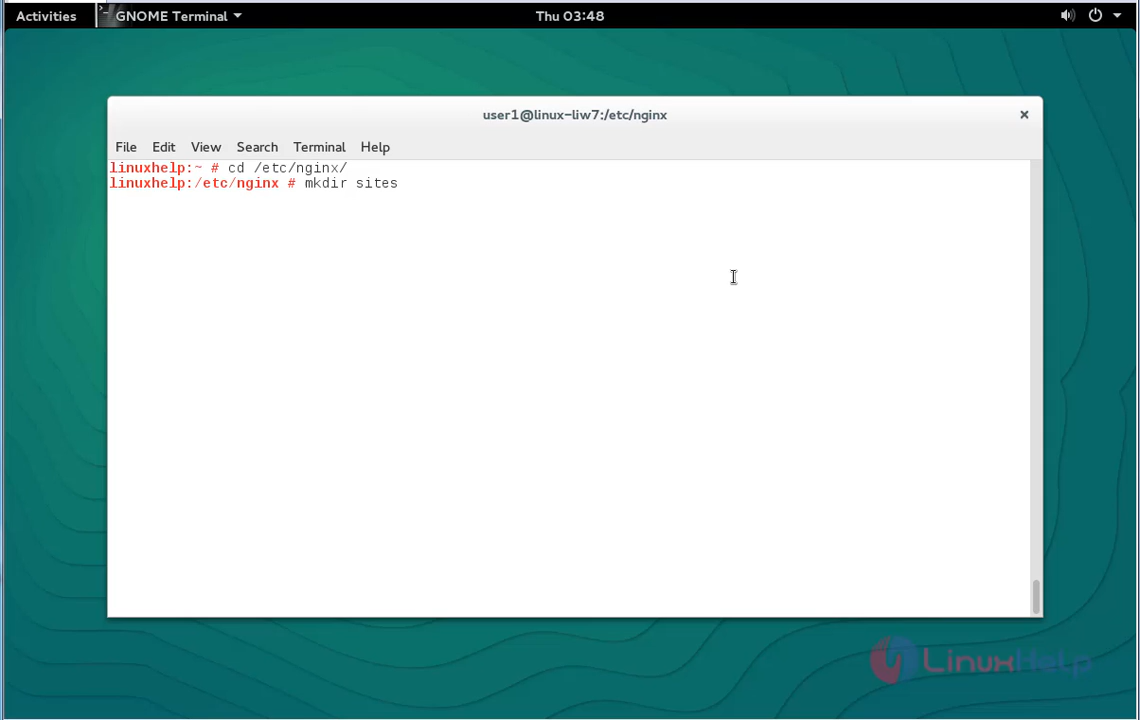 Activities
GNOME Terminal
Thu 03:48
user1@linux-liw7:/etc/nginx
File Edit View Search Terminal Help
linuxhelp:~ # cd /etc/nginx/
linuxhelp:/etc/nginx # mkdir sites
LinuxHelp